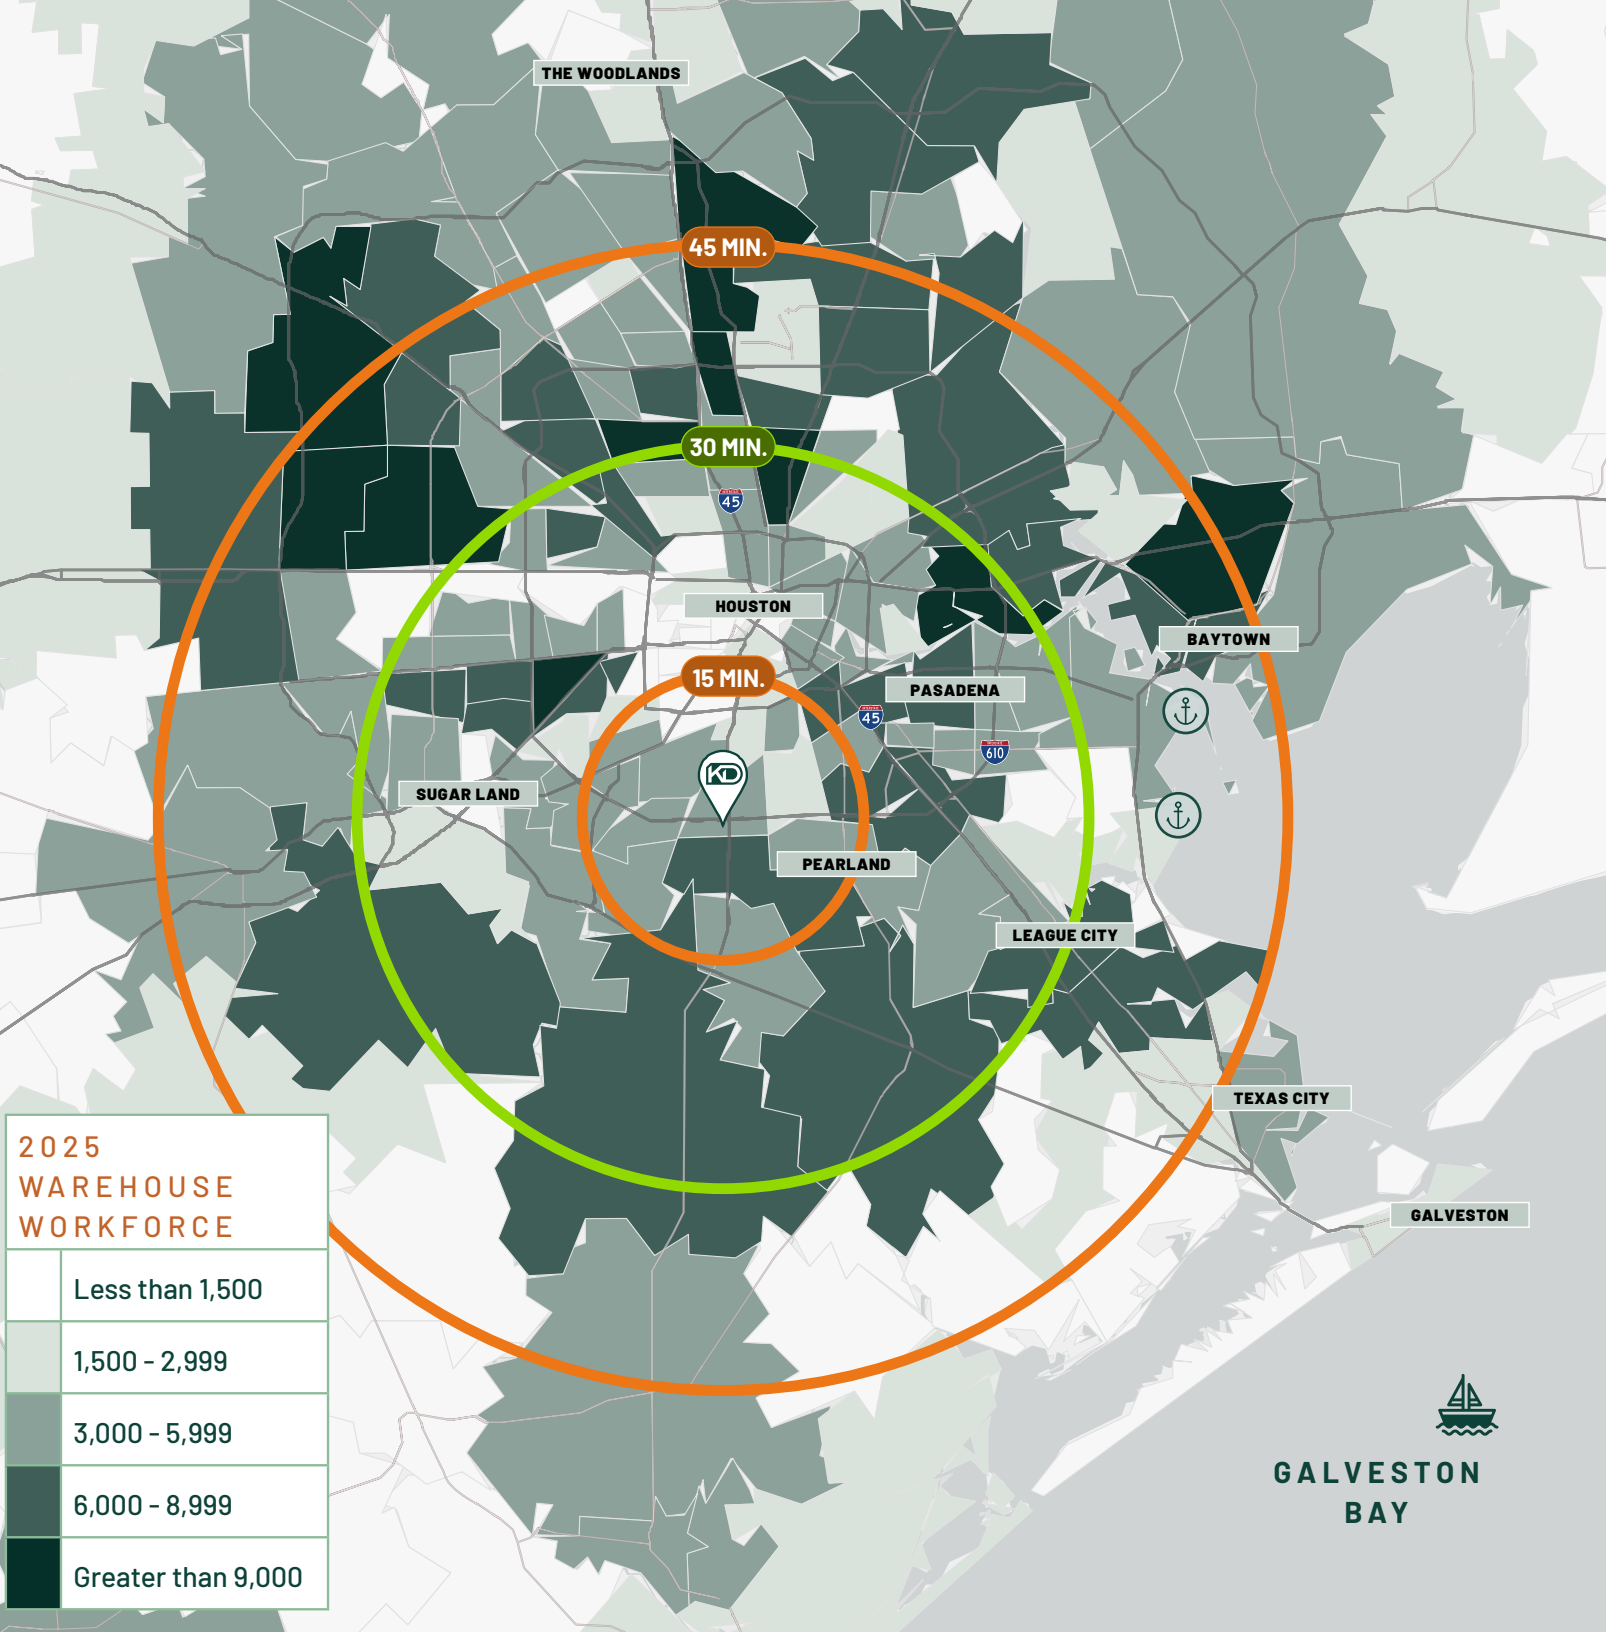 THE WOODLANDS
45 MIN.
30 MIN.
45
HOUSTON
BAYTOWN
15 MIN.
PASADENA
45
610
KD
SUGAR LAND
PEARLAND
LEAGUE CITY
TEXAS CITY
GALVESTON
2025
WAREHOUSE
WORKFORCE
Less than 1,500
1,500 - 2,999
3,000 - 5,999
6,000 - 8,999
Greater than 9,000
GALVESTON
BAY